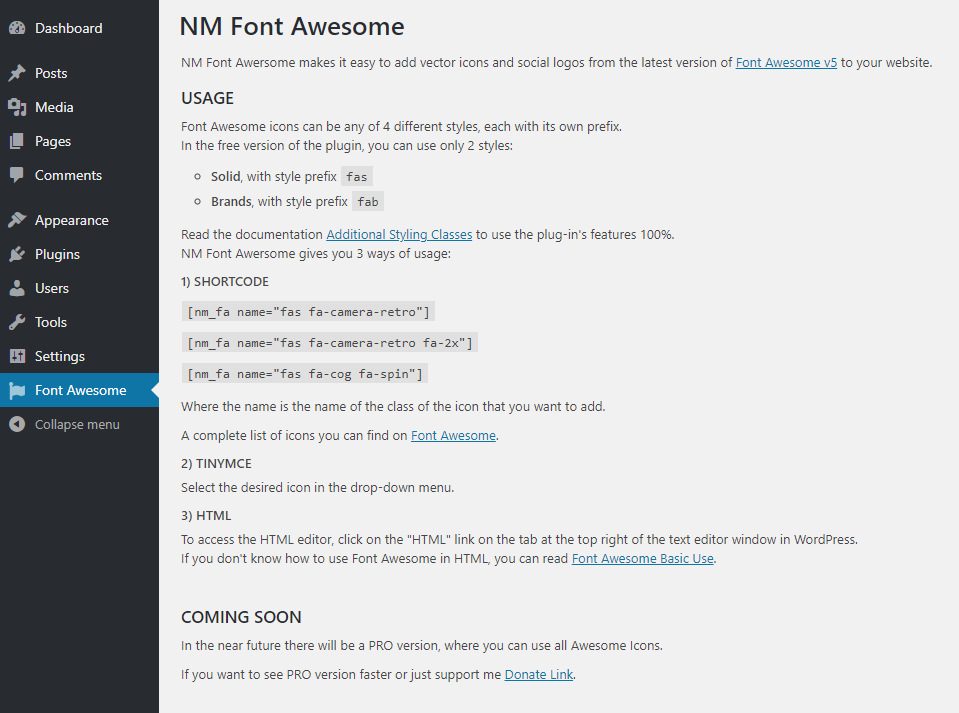 Dashboard
Posts
Media
Pages
Comments
Appearance
Plugins
Users
Tools
Settings
Font Awesome
Collapse menu
NM Font Awesome
NM Font Awersome makes it easy to add vector icons and social logos from the latest version of Font Awesome v5 to your website.
USAGE
Font Awesome icons can be any of 4 different styles, each with its own prefix.
In the free version of the plugin, you can use only 2 styles:
Solid, with style prefix fas
Brands, with style prefix fab
Read the documentation Additional Styling Classes to use the plug-in's features 100%.
NM Font Awersome gives you 3 ways of usage:
1) SHORTCODE
[nm_fa name="fas fa-camera-retro"]
[nm_fa name="fas fa-camera-retro fa-2x"]
[nm_fa name="fas fa-cog fa-spin"]
Where the name is the name of the class of the icon that you want to add.
A complete list of icons you can find on Font Awesome.
2) TINYMCE
Select the desired icon in the drop-down menu.
3) HTML
To access the HTML editor, click on the "HTML" link on the tab at the top right of the text editor window in WordPress.
If you don't know how to use Font Awesome in HTML, you can read Font Awesome Basic Use.
COMING SOON
In the near future there will be a PRO version, where you can use all Awesome Icons.
If you want to see PRO version faster or just support me Donate Link.